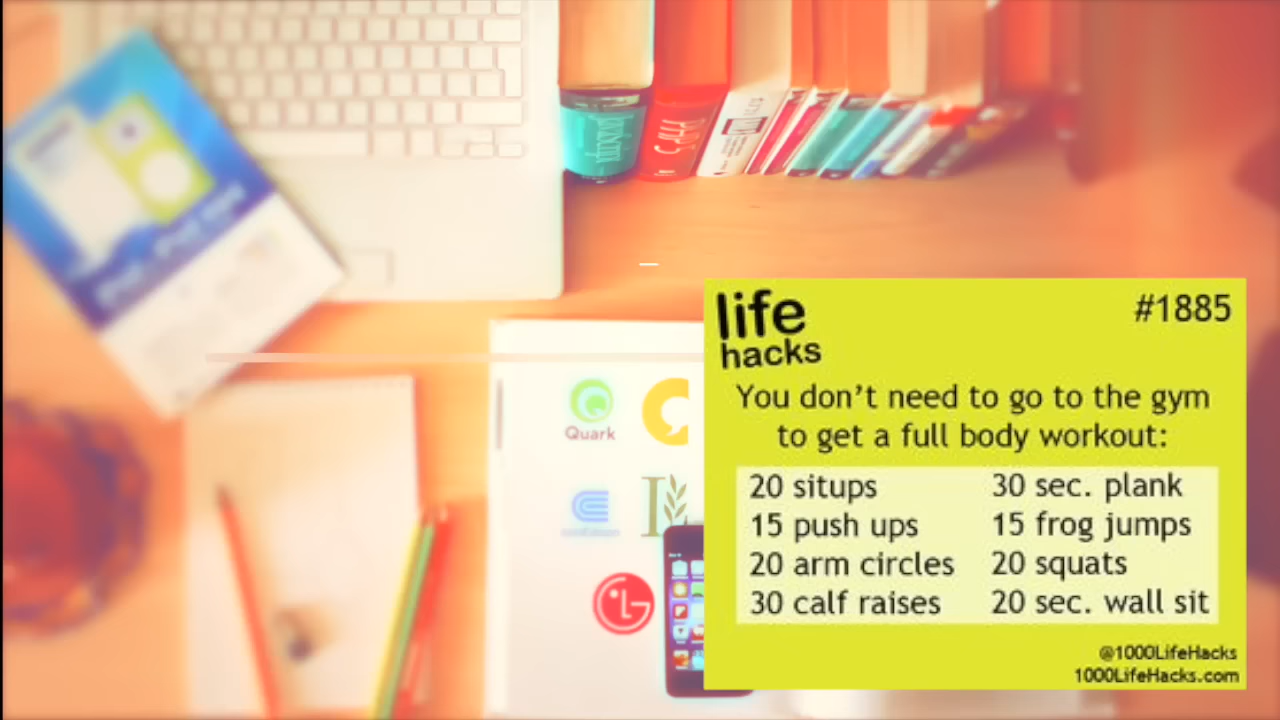 Quark
LG
life
hacks
#1885
You don't need to go to the gym
to get a full body workout:
20 situps
15 push ups
20 arm circles
30 calf raises
30 sec. plank
15 frog jumps
20 squats
20 sec. wall sit
@1000LifeHacks
1000LifeHacks.com